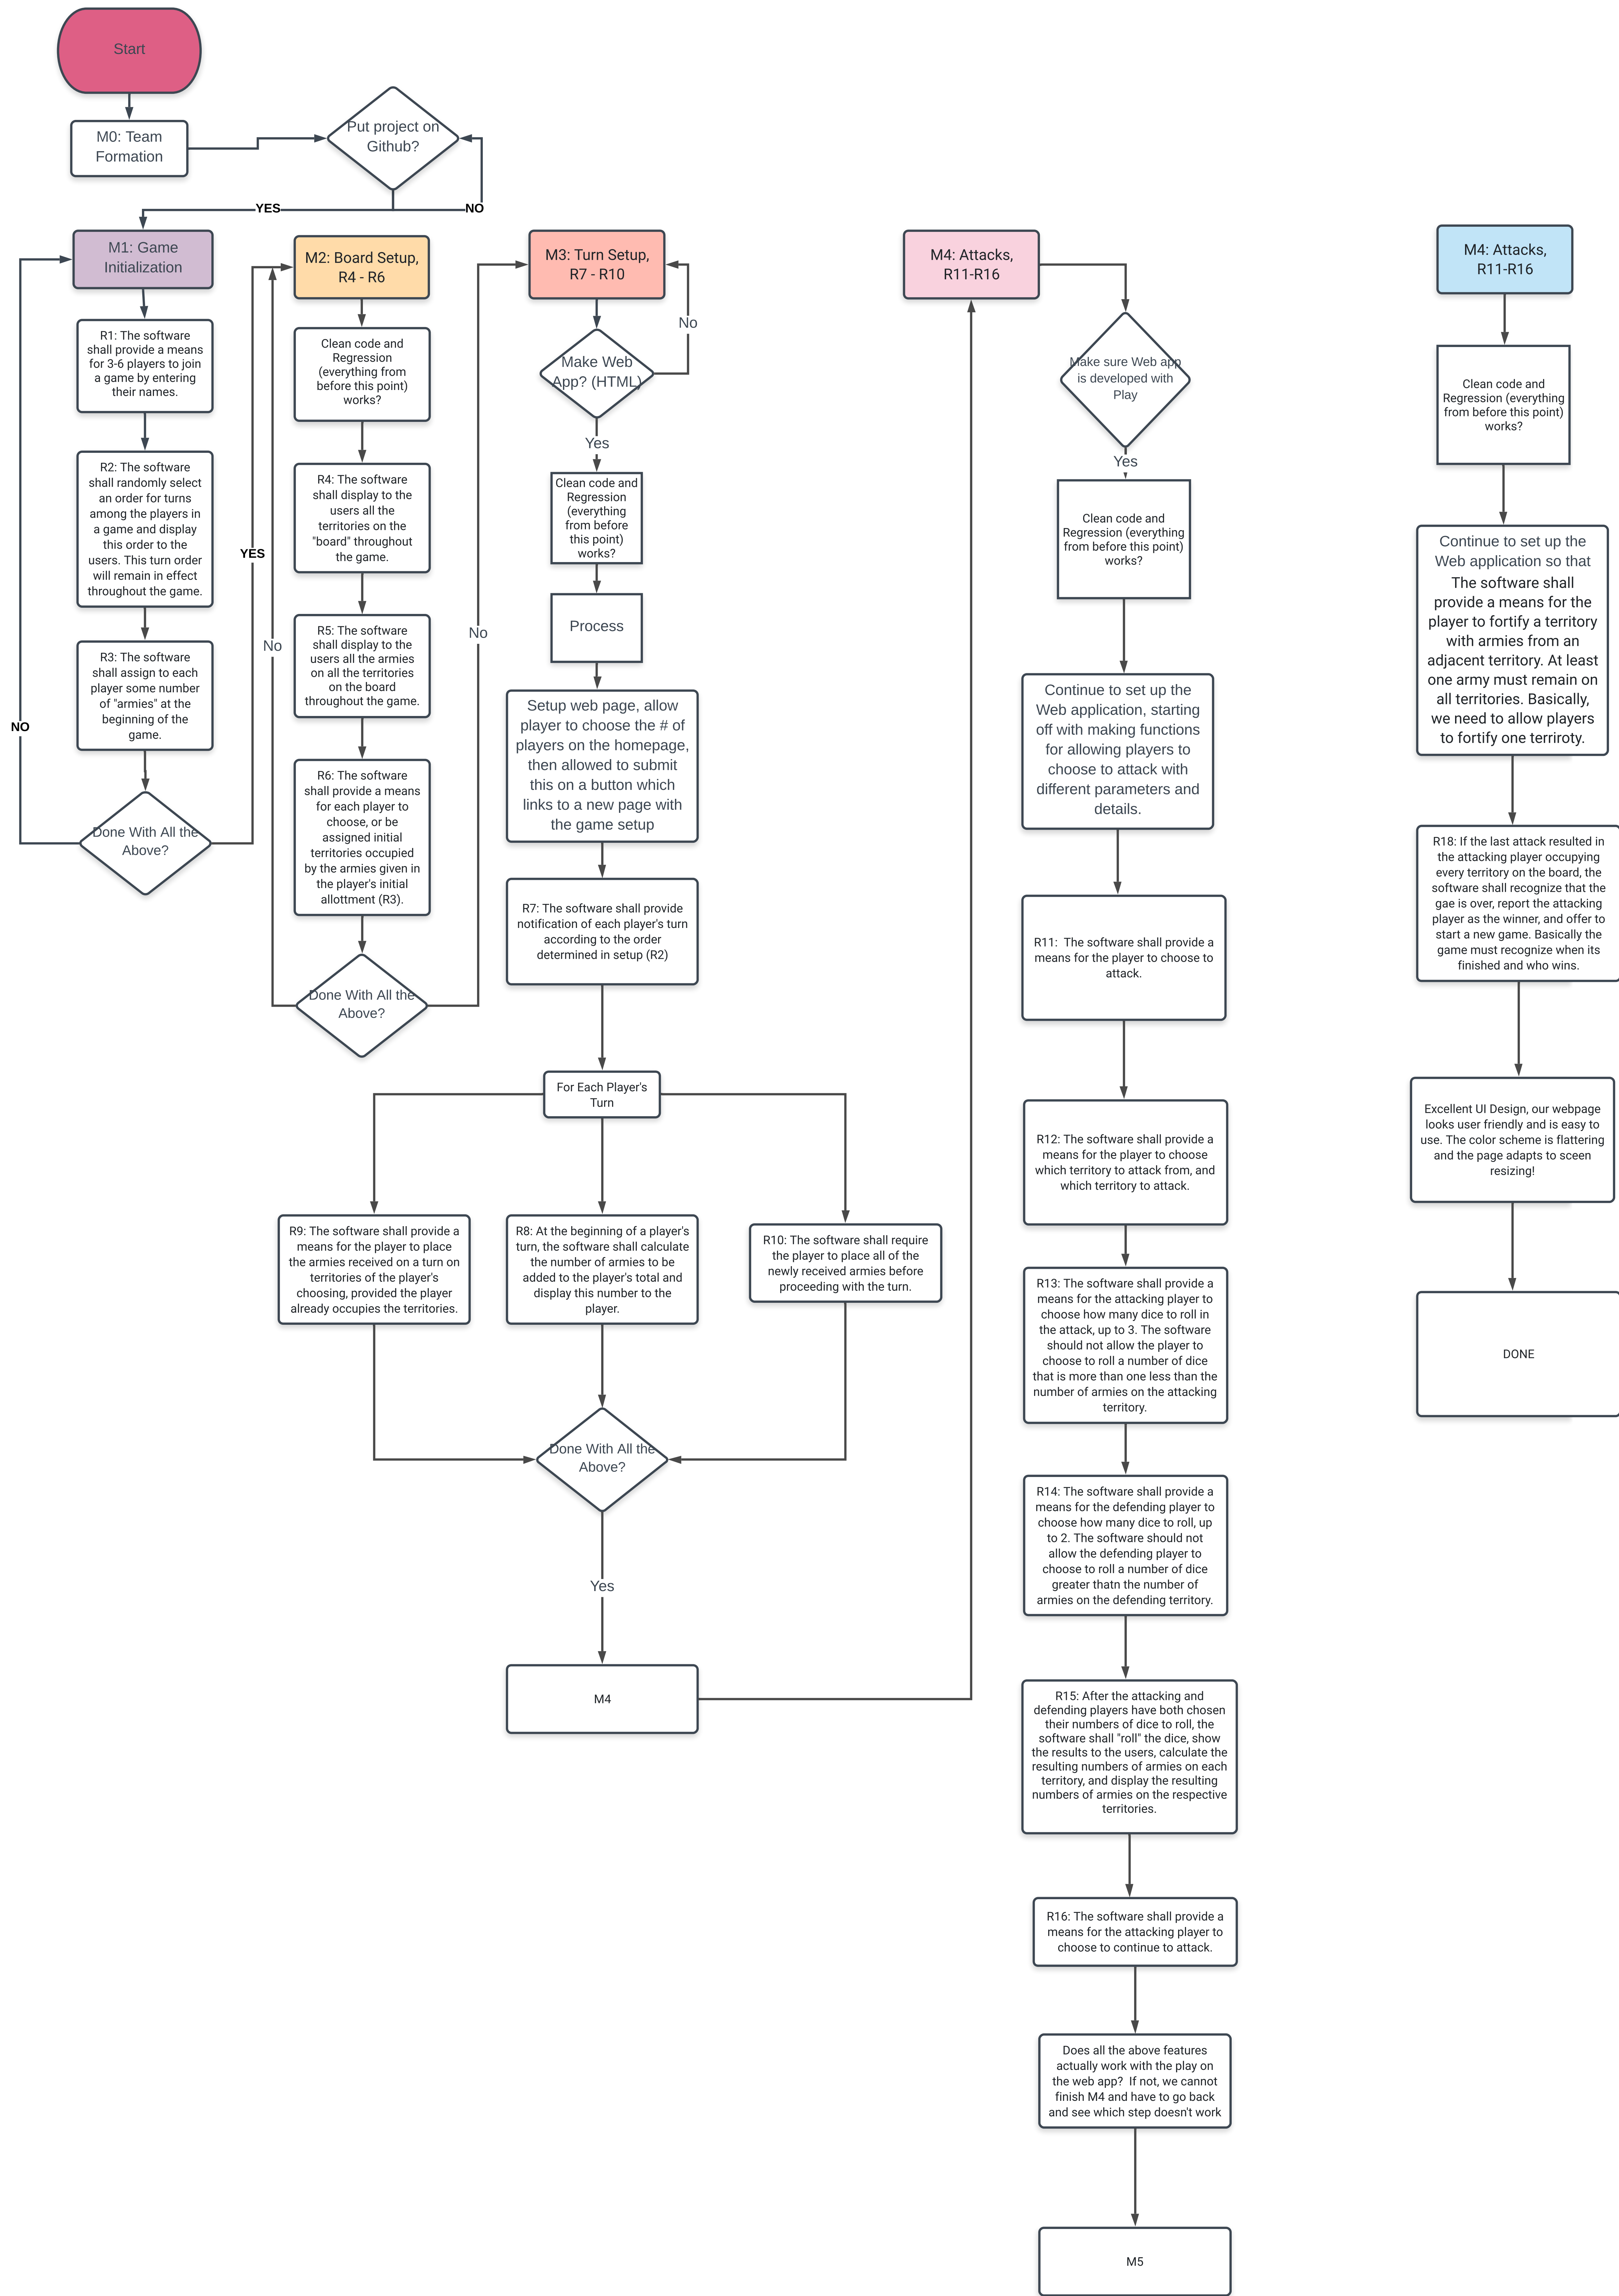 Start
M0: Team
Formation
Put project on
Github?
YES
NO
M1: Game
Initialization
R1: The software
shall provide a means
for 3-6 players to join
a game by entering
their names.
R2: The software
shall randomly select
an order for turns
among the players in
a game and display
this order to the
users. This turn order
will remain in effect
throughout the game.
R3: The software
shall assign to each
player some number
of "armies" at the
beginning of the
game.
Done With All the
Above?
NO
YES
M2: Board Setup,
R4 - R6
Clean code and
Regression
(everything from
before this point)
works?
R4: The software
shall display to the
users all the
territories on the
"board" throughout
the game.
R5: The software
shall display to the
users all the armies
on all the territories
on the board
throughout the game.
R6: The software
shall provide a means
for each player to
choose, or be
assigned initial
territories occupied
by the armies given in
the player's initial
allottment (R3).
Done With All the
Above?
No
No
M3: Turn Setup,
R7 - R10
No
Make Web
App? (HTML)
Yes
Clean code and
Regression
(everything
from before
this point)
works?
Process
Setup web page, allow
player to choose the # of
players on the homepage,
then allowed to submit
this on a button which
links to a new page with
the game setup
R7: The software shall provide
notification of each player's turn
according to the order
determined in setup (R2)
For Each Player's
Turn
R9: The software shall provide a
means for the player to place
the armies received on a turn on
territories of the player's
choosing, provided the player
already occupies the territories.
R8: At the beginning of a player's
turn, the software shall calculate
the number of armies to be
added to the player's total and
display this number to the
player.
R10: The software shall require
the player to place all of the
newly received armies before
proceeding with the turn.
Done With All the
Above?
Yes
M4
M4: Attacks,
R11-R16
Make sure Web app
is developed with
Play
Yes
Clean code and
Regression (everything
from before this point)
works?
Continue to set up the
Web application, starting
off with making functions
for allowing players to
choose to attack with
different parameters and
details.
R11:  The software shall provide a
means for the player to choose to
attack.
R12: The software shall provide a
means for the player to choose
which territory to attack from, and
which territory to attack.
R13: The software shall provide a
means for the attacking player to
choose how many dice to roll in
the attack, up to 3. The software
should not allow the player to
choose to roll a number of dice
that is more than one less than the
number of armies on the attacking
territory.
R14: The software shall provide a
means for the defending player to
choose how many dice to roll, up
to 2. The software should not
allow the defending player to
choose to roll a number of dice
greater thatn the number of
armies on the defending territory.
R15: After the attacking and
defending players have both chosen
their numbers of dice to roll, the
software shall "roll" the dice, show
the results to the users, calculate the
resulting numbers of armies on each
territory, and display the resulting
numbers of armies on the respective
territories.
R16: The software shall provide a
means for the attacking player to
choose to continue to attack.
Does all the above features
actually work with the play on
the web app?  If not, we cannot
finish M4 and have to go back
and see which step doesn't work
M5
M4: Attacks,
R11-R16
Clean code and
Regression (everything
from before this point)
works?
Continue to set up the
Web application so that
The software shall
provide a means for the
player to fortify a territory
with armies from an
adjacent territory. At least
one army must remain on
all territories. Basically,
we need to allow players
to fortify one terriroty.
R18: If the last attack resulted in
the attacking player occupying
every territory on the board, the
software shall recognize that the
gae is over, report the attacking
player as the winner, and offer to
start a new game. Basically the
game must recognize when its
finished and who wins.
Excellent UI Design, our webpage
looks user friendly and is easy to
use. The color scheme is flattering
and the page adapts to sceen
resizing!
DONE